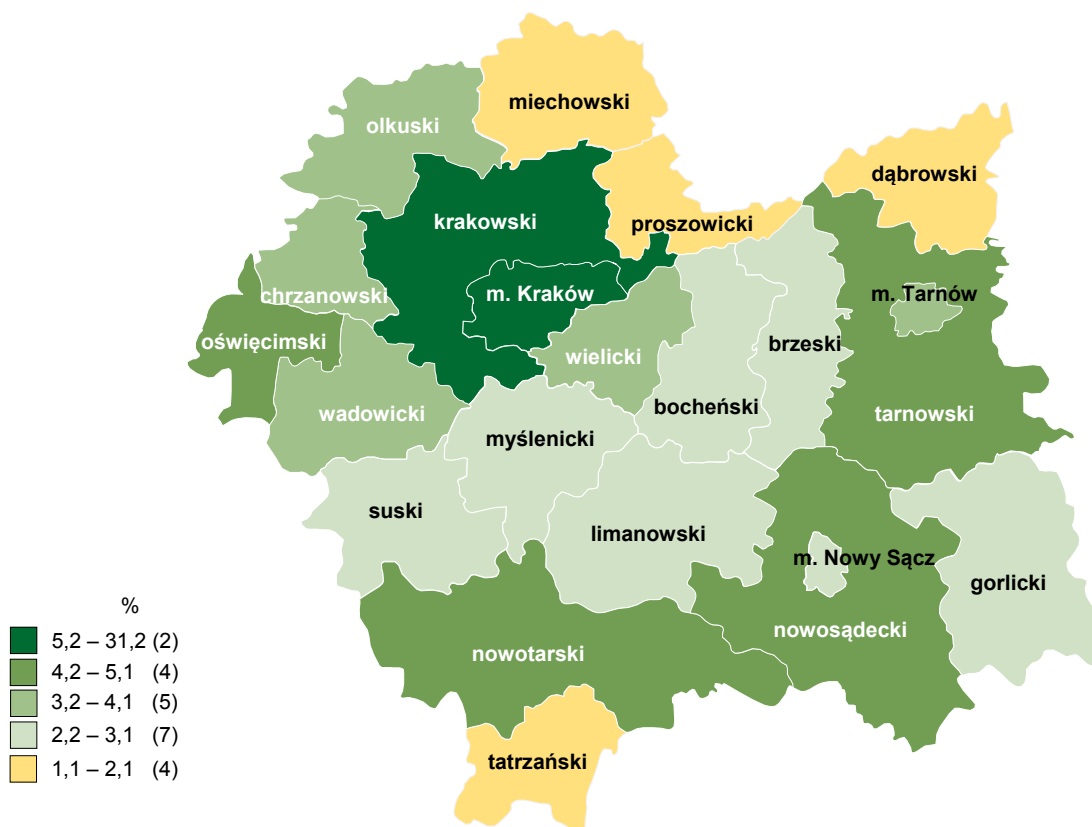 miechowski
olkuski
dąbrowski
krakowski
proszowicki
chrzanowski
m. Kraków
m. Tarnów
oświęcimski
wielicki
brzeski
wadowicki
bocheński
tarnowski
myślenicki
suski
limanowski
m. Nowy Sącz
gorlicki
nowosądecki
nowotarski
tatrzański
%
5,2 – 31,2 (2)
4,2 – 5,1 (4)
3,2 – 4,1 (5)
2,2 – 3,1 (7)
1,1 – 2,1 (4)